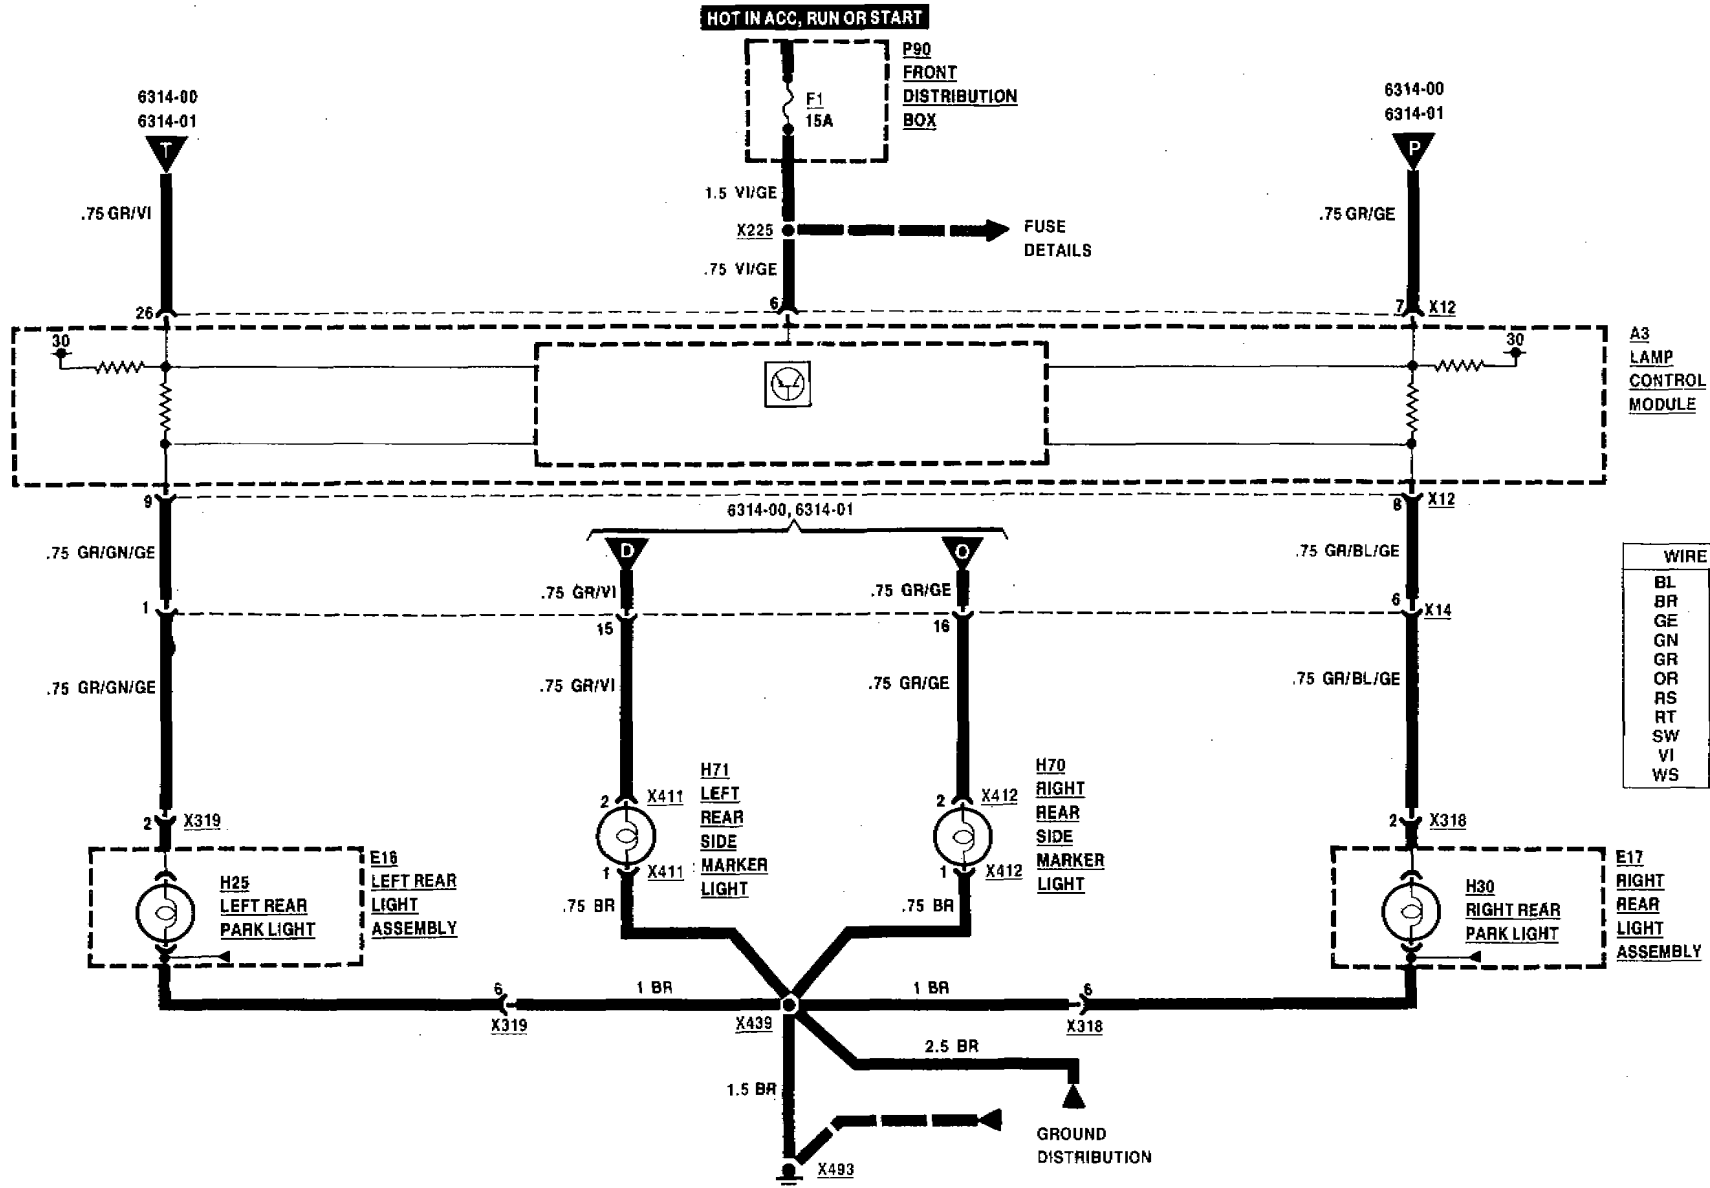 HOT IN ACC, RUN OR START
P90
FRONT
DISTRIBUTION
BOX
F1
15A
6314-00
6314-01
T
6314-00
6314-01
P
1.5 VI/GE
.75 GR/VI
.75 GR/GE
X225
FUSE
DETAILS
.75 VI/GE
26
6
7
X12
30
30
A3
LAMP
CONTROL
MODULE
9
8
X12
6314-00, 6314-01
D
O
.75 GR/GN/GE
.75 GR/BL/GE
.75 GR/VI
.75 GR/GE
1
15
16
6
X14
WIRE
BL
BR
GE
GN
GR
OR
RS
RT
SW
VI
WS
.75 GR/GN/GE
.75 GR/VI
.75 GR/GE
.75 GR/BL/GE
2
X319
2
X411
H71
LEFT
REAR
SIDE
MARKER
LIGHT
1
X411
2
X412
H70
RIGHT
REAR
SIDE
MARKER
LIGHT
1
X412
2
X318
E16
LEFT REAR
LIGHT
ASSEMBLY
H25
LEFT REAR
PARK LIGHT
.75 BR
.75 BR
H30
RIGHT REAR
PARK LIGHT
E17
RIGHT
REAR
LIGHT
ASSEMBLY
6
X319
1 BR
X439
1 BR
6
X318
2.5 BR
1.5 BR
GROUND
DISTRIBUTION
X493